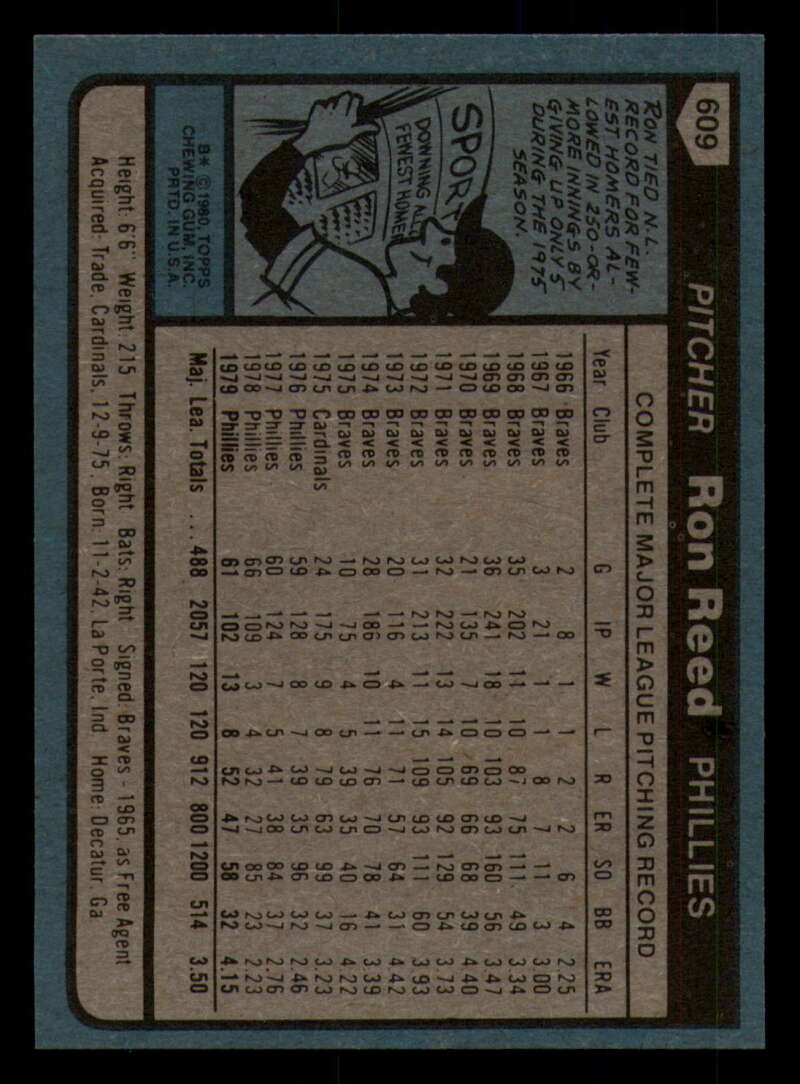 609 PITCHER Ron Reed PHILLIES
RON TIED N.L.
RECORD FOR FEW-
EST HOMERS AL-
LOWED IN 250-OR-
MORE INNINGS BY
GIVING UP ONLY 5
DURING THE 1975
SEASON.
SPORT
DOWNING ALL
FEWEST HOMER
B* © 1980 TOPPS
CHEWING GUM, INC.
PRTD. IN U.S.A.
COMPLETE MAJOR LEAGUE PITCHING RECORD
Year Club G IP W L R ER SO BB ERA
1966 Braves 2 8 1 1 2 2 6 4 2.25
1967 Braves 3 21 1 1 8 7 11 3 3.00
1968 Braves 35 202 11 10 87 75 111 49 3.34
1969 Braves 36 241 18 10 103 93 160 56 3.47
1970 Braves 21 135 7 10 69 66 68 39 4.40
1971 Braves 32 222 13 14 105 92 129 54 3.73
1972 Braves 31 213 11 15 109 93 111 60 3.93
1973 Braves 20 116 4 11 71 57 64 31 4.42
1974 Braves 28 186 10 11 76 70 78 41 3.39
1975 Braves 10 75 4 5 39 35 40 16 4.22
1975 Cardinals 24 175 9 8 79 63 99 37 3.23
1976 Phillies 59 128 8 7 39 35 96 32 2.46
1977 Phillies 60 124 7 5 41 38 84 37 2.76
1978 Phillies 66 109 3 4 32 27 85 23 2.23
1979 Phillies 61 102 13 8 52 47 58 32 4.15
Maj. Lea. Totals ... 488 2057 120 120 912 800 1200 514 3.50
Height: 6'6" Weight: 215 Throws: Right Bats: Right Signed: Braves - 1965, as Free Agent
Acquired: Trade, Cardinals, 12-9-75. Born: 11-2-42, La Porte, Ind Home: Decatur, Ga